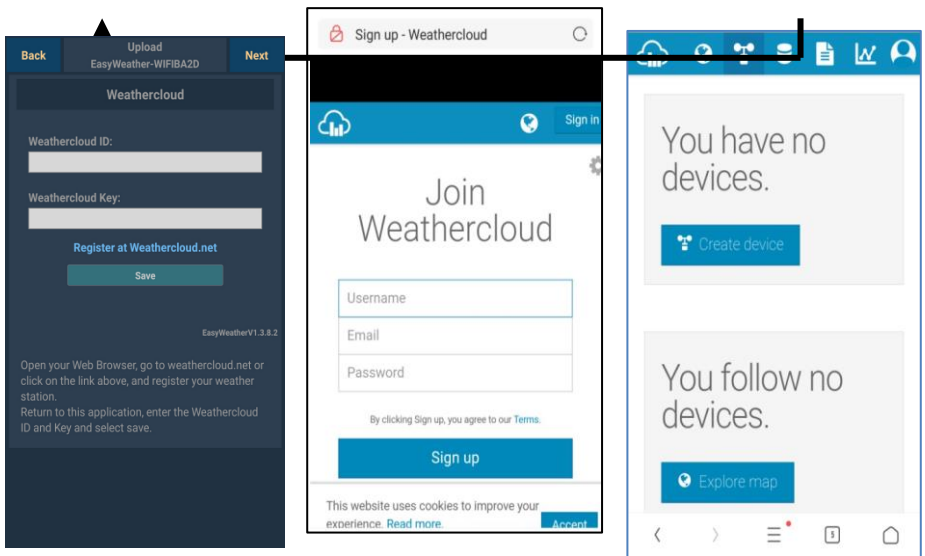 Back
Upload
EasyWeather-WIFIBA2D
Next
Weathercloud
Weathercloud ID:
Weathercloud Key:
Register at Weathercloud.net
Save
EasyWeatherV1.3.8.2
Open your Web Browser, go to weathercloud.net or
click on the link above, and register your weather
station.
Return to this application, enter the Weathercloud
ID and Key and select save.
Sign up - Weathercloud
Sign in
Join
Weathercloud
Username
Email
Password
By clicking Sign up, you agree to our Terms.
Sign up
This website uses cookies to improve your
experience. Read more.
Accept
You have no
devices.
Create device
You follow no
devices.
Explore map
5